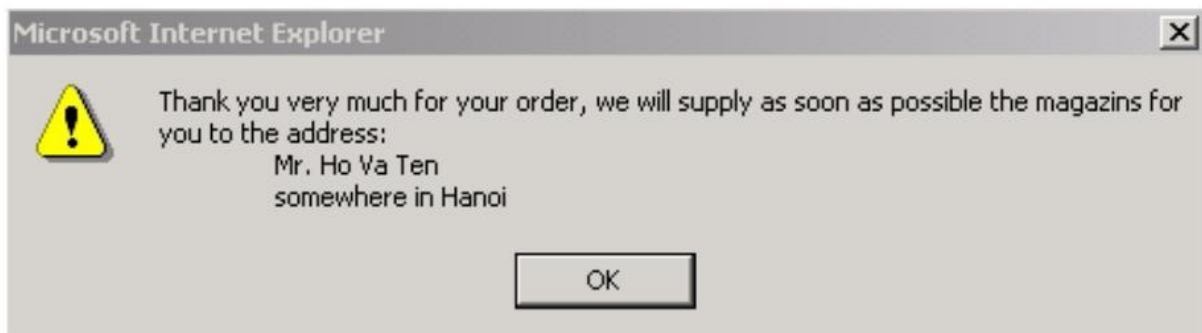 Microsoft Internet Explorer
Thank you very much for your order, we will supply as soon as possible the magazins for
you to the address:
Mr. Ho Va Ten
somewhere in Hanoi
OK